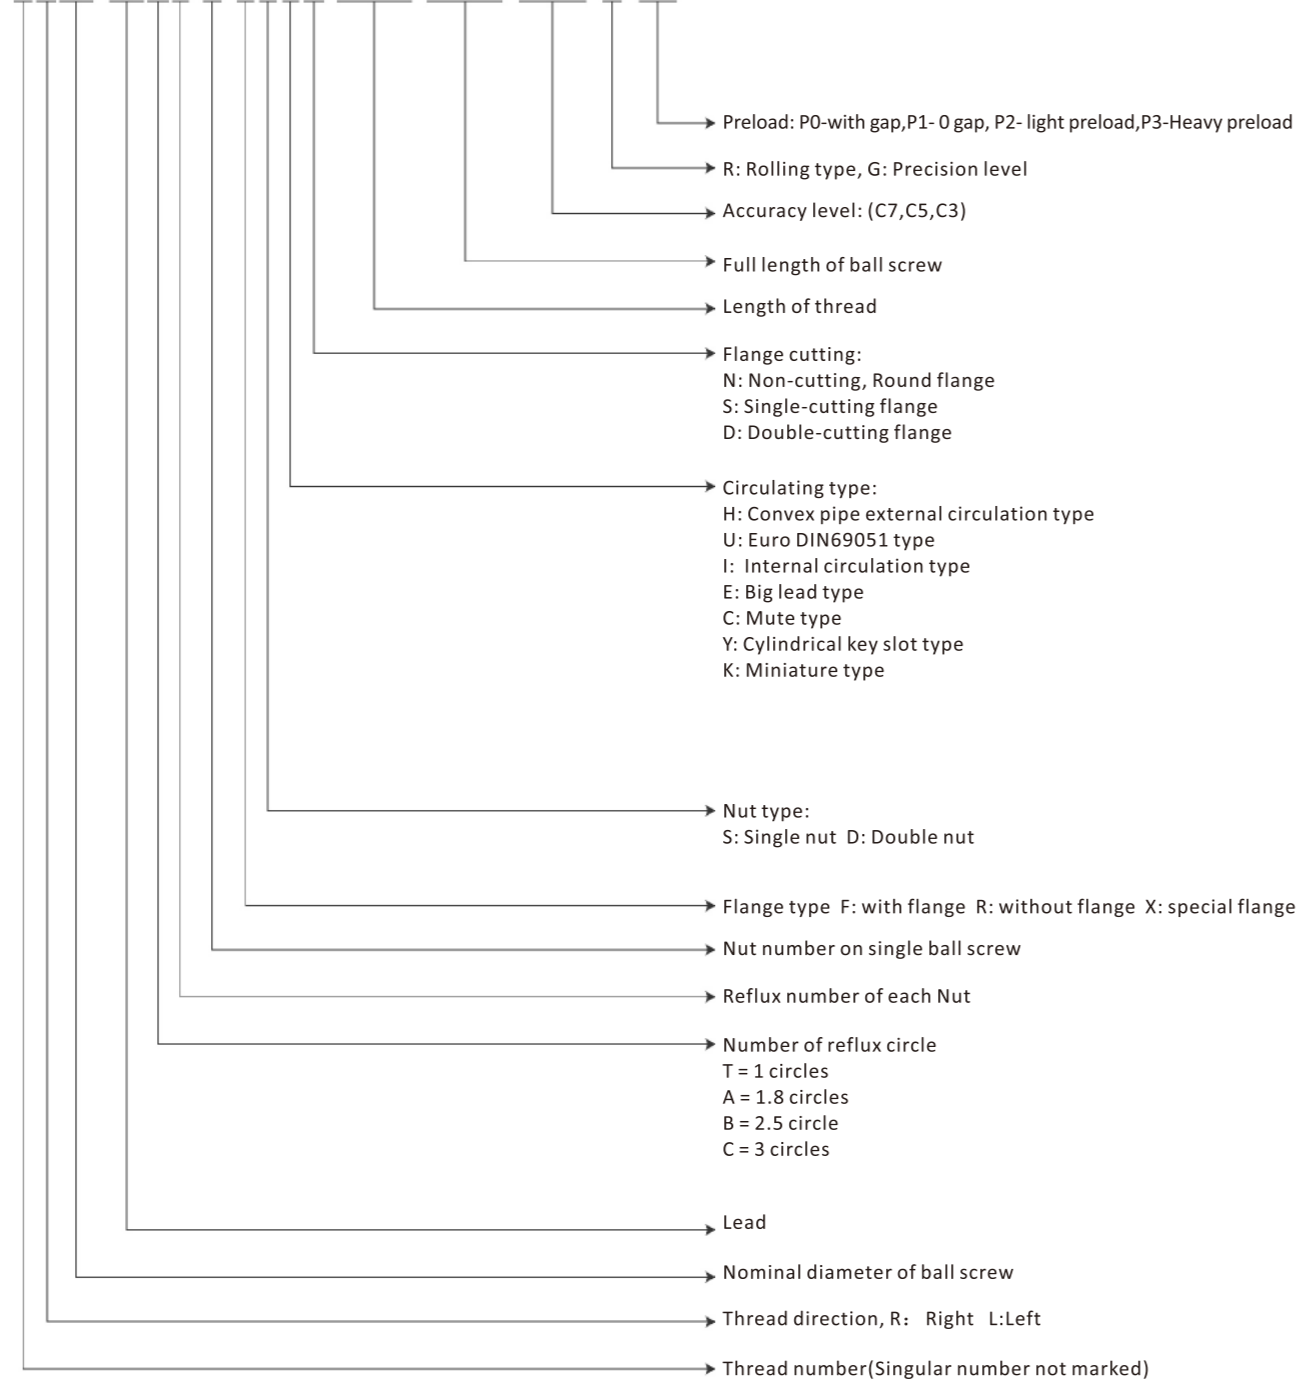 Preload: P0-with gap,P1- 0 gap, P2- light preload,P3-Heavy preload
R: Rolling type, G: Precision level
Accuracy level: (C7,C5,C3)
Full length of ball screw
Length of thread
Flange cutting:
N: Non-cutting, Round flange
S: Single-cutting flange
D: Double-cutting flange
Circulating type:
H: Convex pipe external circulation type
U: Euro DIN69051 type
I: Internal circulation type
E: Big lead type
C: Mute type
Y: Cylindrical key slot type
K: Miniature type
Nut type:
S: Single nut D: Double nut
Flange type F: with flange R: without flange X: special flange
Nut number on single ball screw
Reflux number of each Nut
Number of reflux circle
T = 1 circles
A = 1.8 circles
B = 2.5 circle
C = 3 circles
Lead
Nominal diameter of ball screw
Thread direction, R： Right L:Left
Thread number(Singular number not marked)